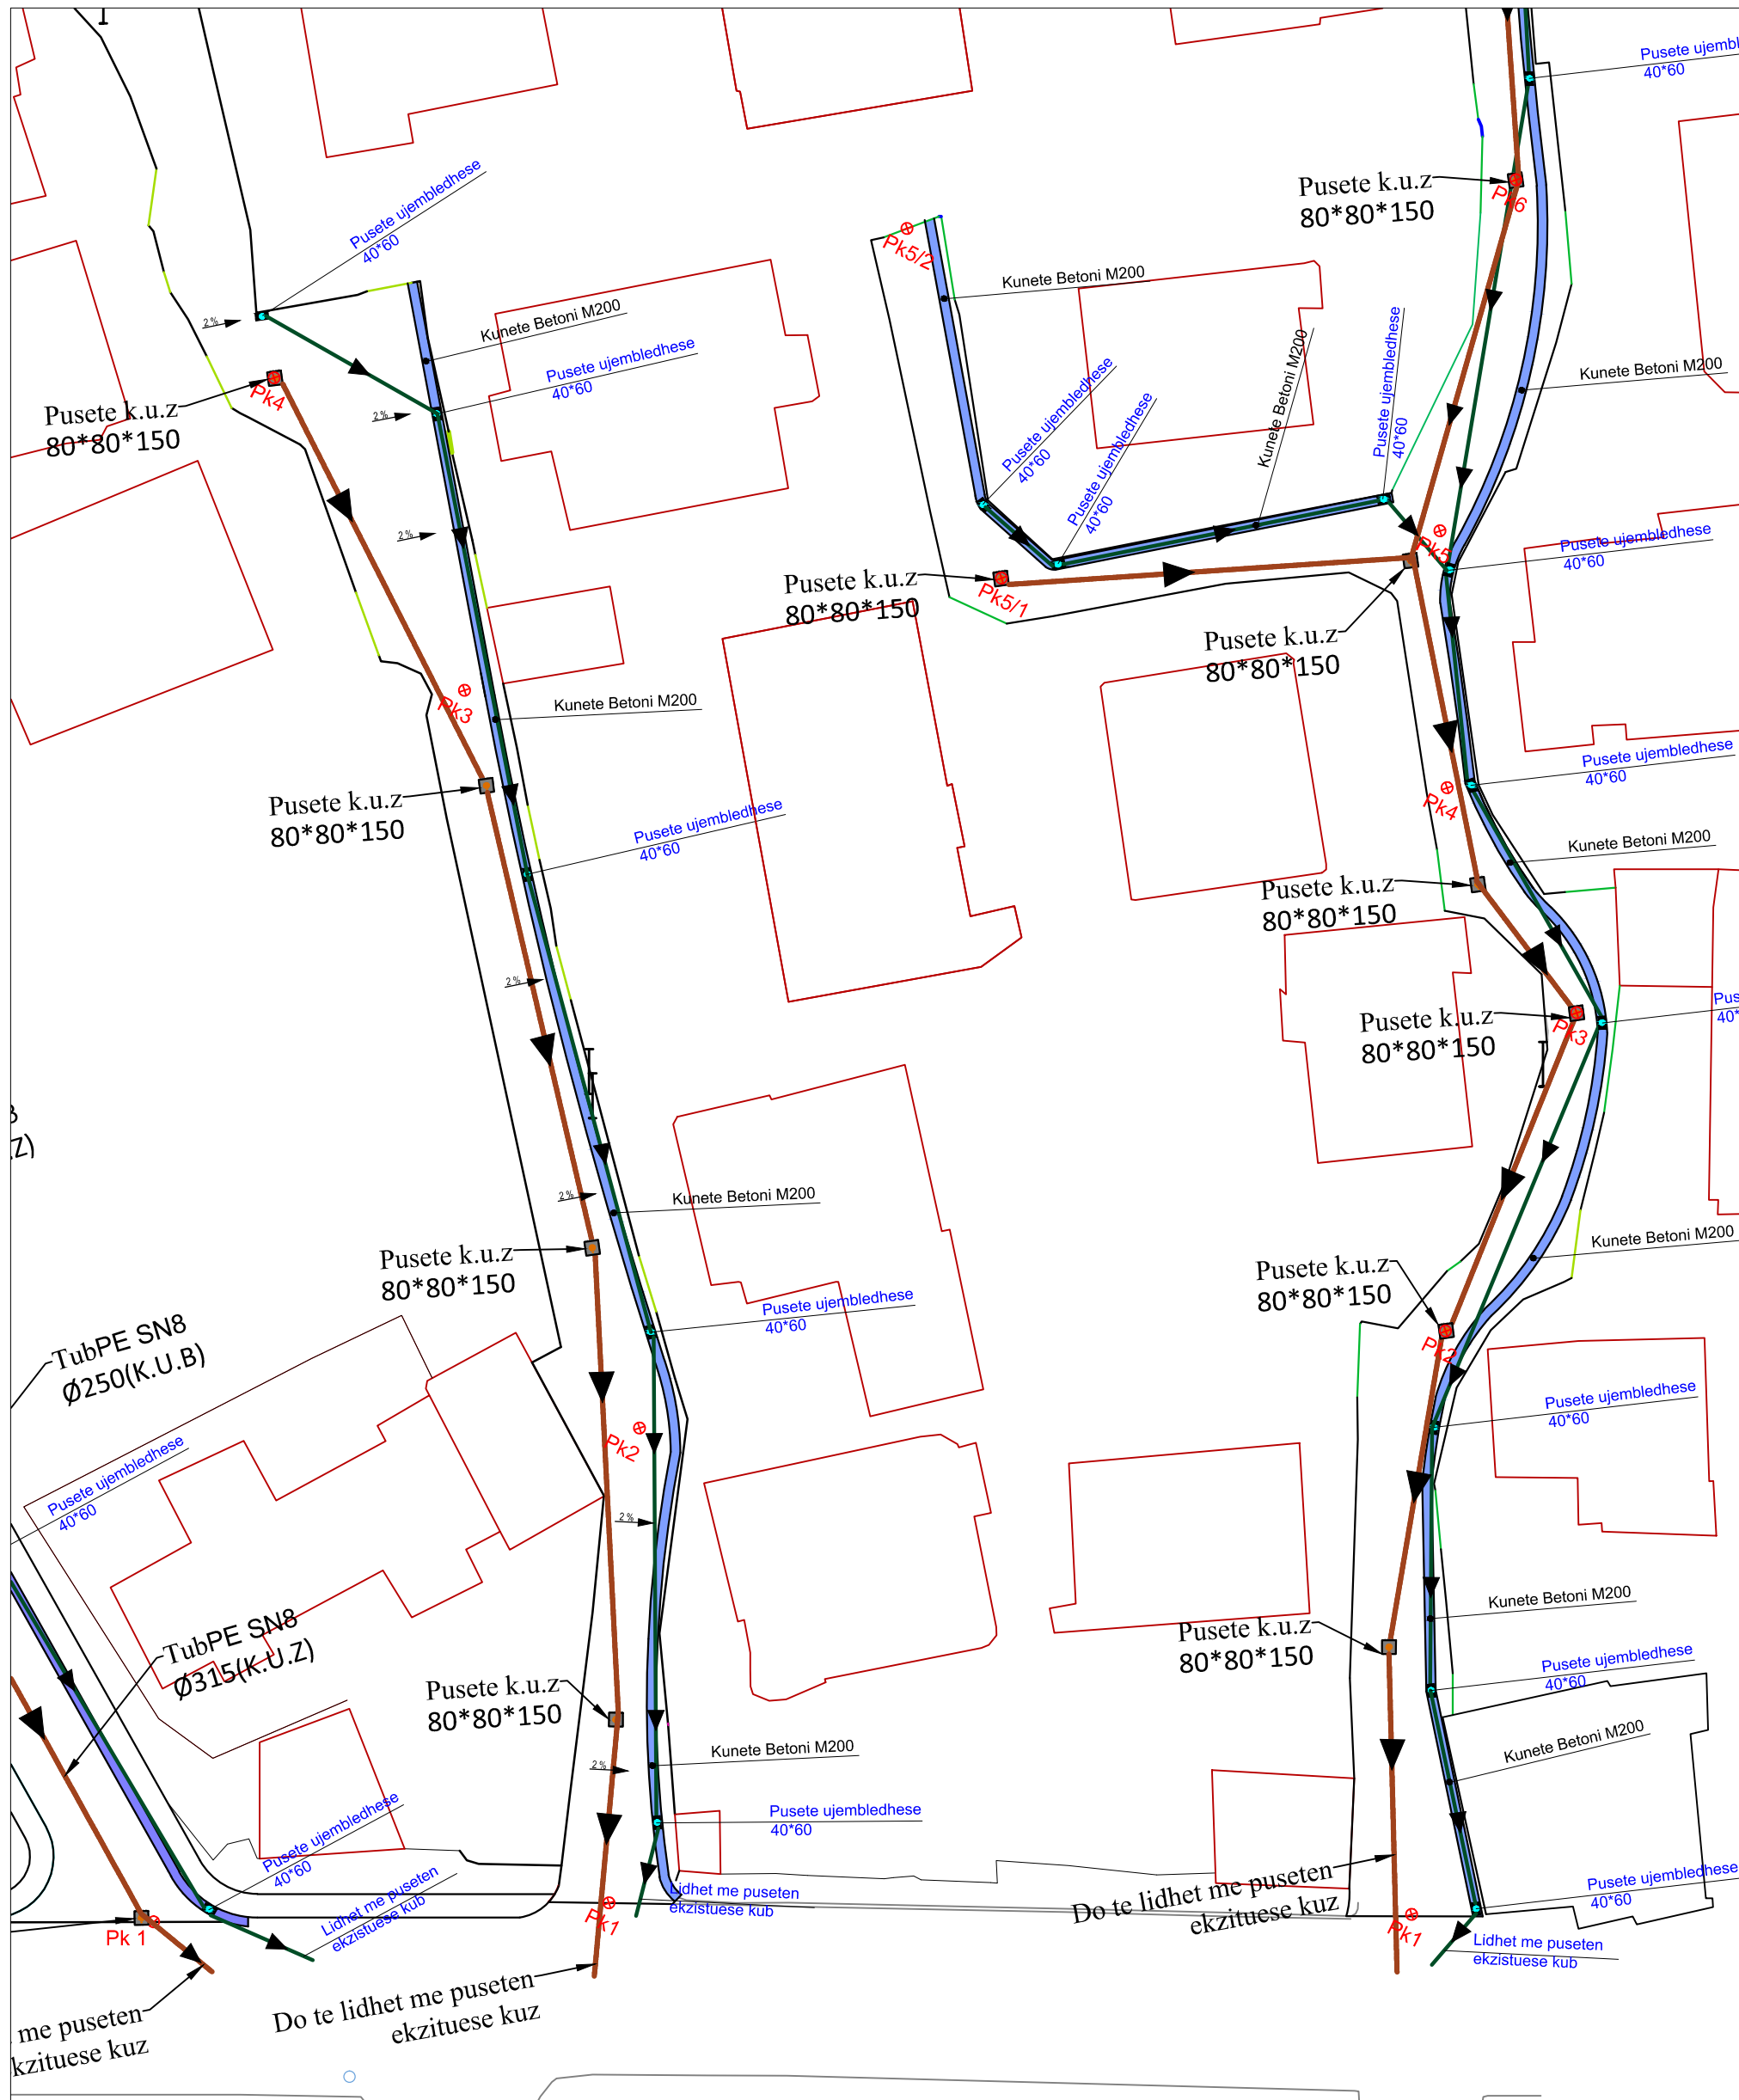 Pusete ujembledhese
40*60
Pusete ujembl
40*60
Pusete k.u.z
80*80*150
Pk6
Pk5/2
Kunete Betoni M200
2%
Kunete Betoni M200
Pusete ujembledhese
40*60
Pk4
Pusete k.u.z
80*80*150
2%
2%
Pusete ujembledhese
40*60
Pusete ujembledhese
40*60
Kunete Betoni M200
Pusete ujembledhese
40*60
Kunete Betoni M200
Pk5
Pusete ujembledhese
40*60
Pusete k.u.z
80*80*150
Pk5/1
Pusete k.u.z
80*80*150
Pk3
Kunete Betoni M200
Pusete k.u.z
80*80*150
Pusete ujembledhese
40*60
Pk4
Pusete ujembledhese
40*60
Kunete Betoni M200
Pusete k.u.z
80*80*150
2%
Pusete k.u.z
80*80*150
Pk3
Pus
40*
Z)
2%
Kunete Betoni M200
Pusete k.u.z
80*80*150
Kunete Betoni M200
Pusete k.u.z
80*80*150
Pk2
Pusete ujembledhese
40*60
TubPE SN8
Ø250(K.U.B)
Pusete ujembledhese
40*60
Pk2
Pusete ujembledhese
40*60
2%
TubPE SN8
Ø315(K.U.Z)
Kunete Betoni M200
Pusete k.u.z
80*80*150
Pusete ujembledhese
40*60
Pusete k.u.z
80*80*150
2%
Kunete Betoni M200
Kunete Betoni M200
Pusete ujembledhese
40*60
Pusete ujembledhese
40*60
Lidhet me puseten
ekzistuese kub
Lidhet me puseten
ekzistuese kub
Pk 1
Pk1
Do te lidhet me puseten
ekzituese kuz
Pk1
Pusete ujembledhese
40*60
Lidhet me puseten
ekzistuese kub
Do te lidhet me puseten
ekzituese kuz
me puseten
kzituese kuz